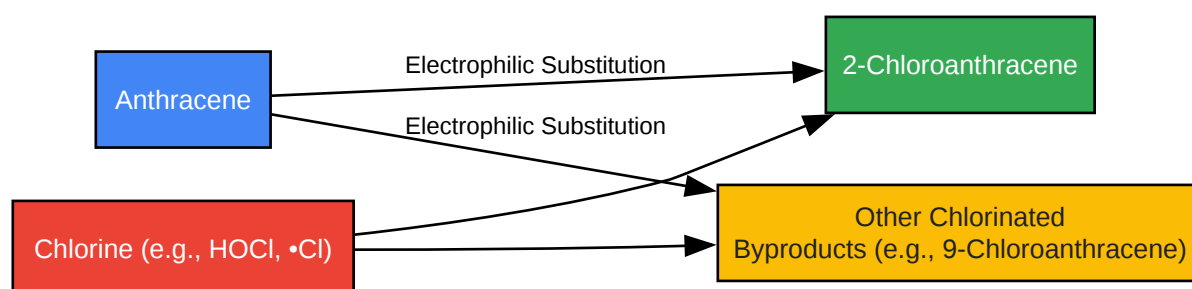 Electrophilic Substitution
2-Chloroanthracene
Anthracene
Electrophilic Substitution
Other Chlorinated
Byproducts (e.g., 9-Chloroanthracene)
Chlorine (e.g., HOCl, •Cl)